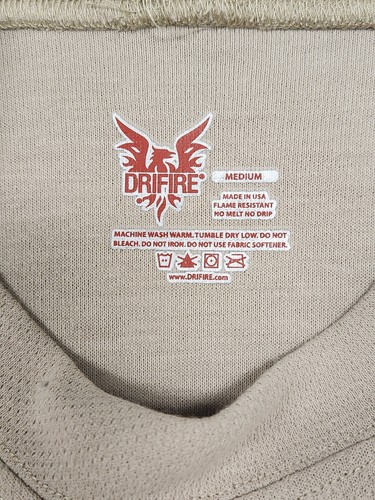 DRIFIRE
MEDIUM
MADE IN USA
FLAME RESISTANT
NO MELT NO DRIP
MACHINE WASH WARM. TUMBLE DRY LOW. DO NOT
BLEACH. DO NOT IRON. DO NOT USE FABRIC SOFTENER.
www.DRIFIRE.com